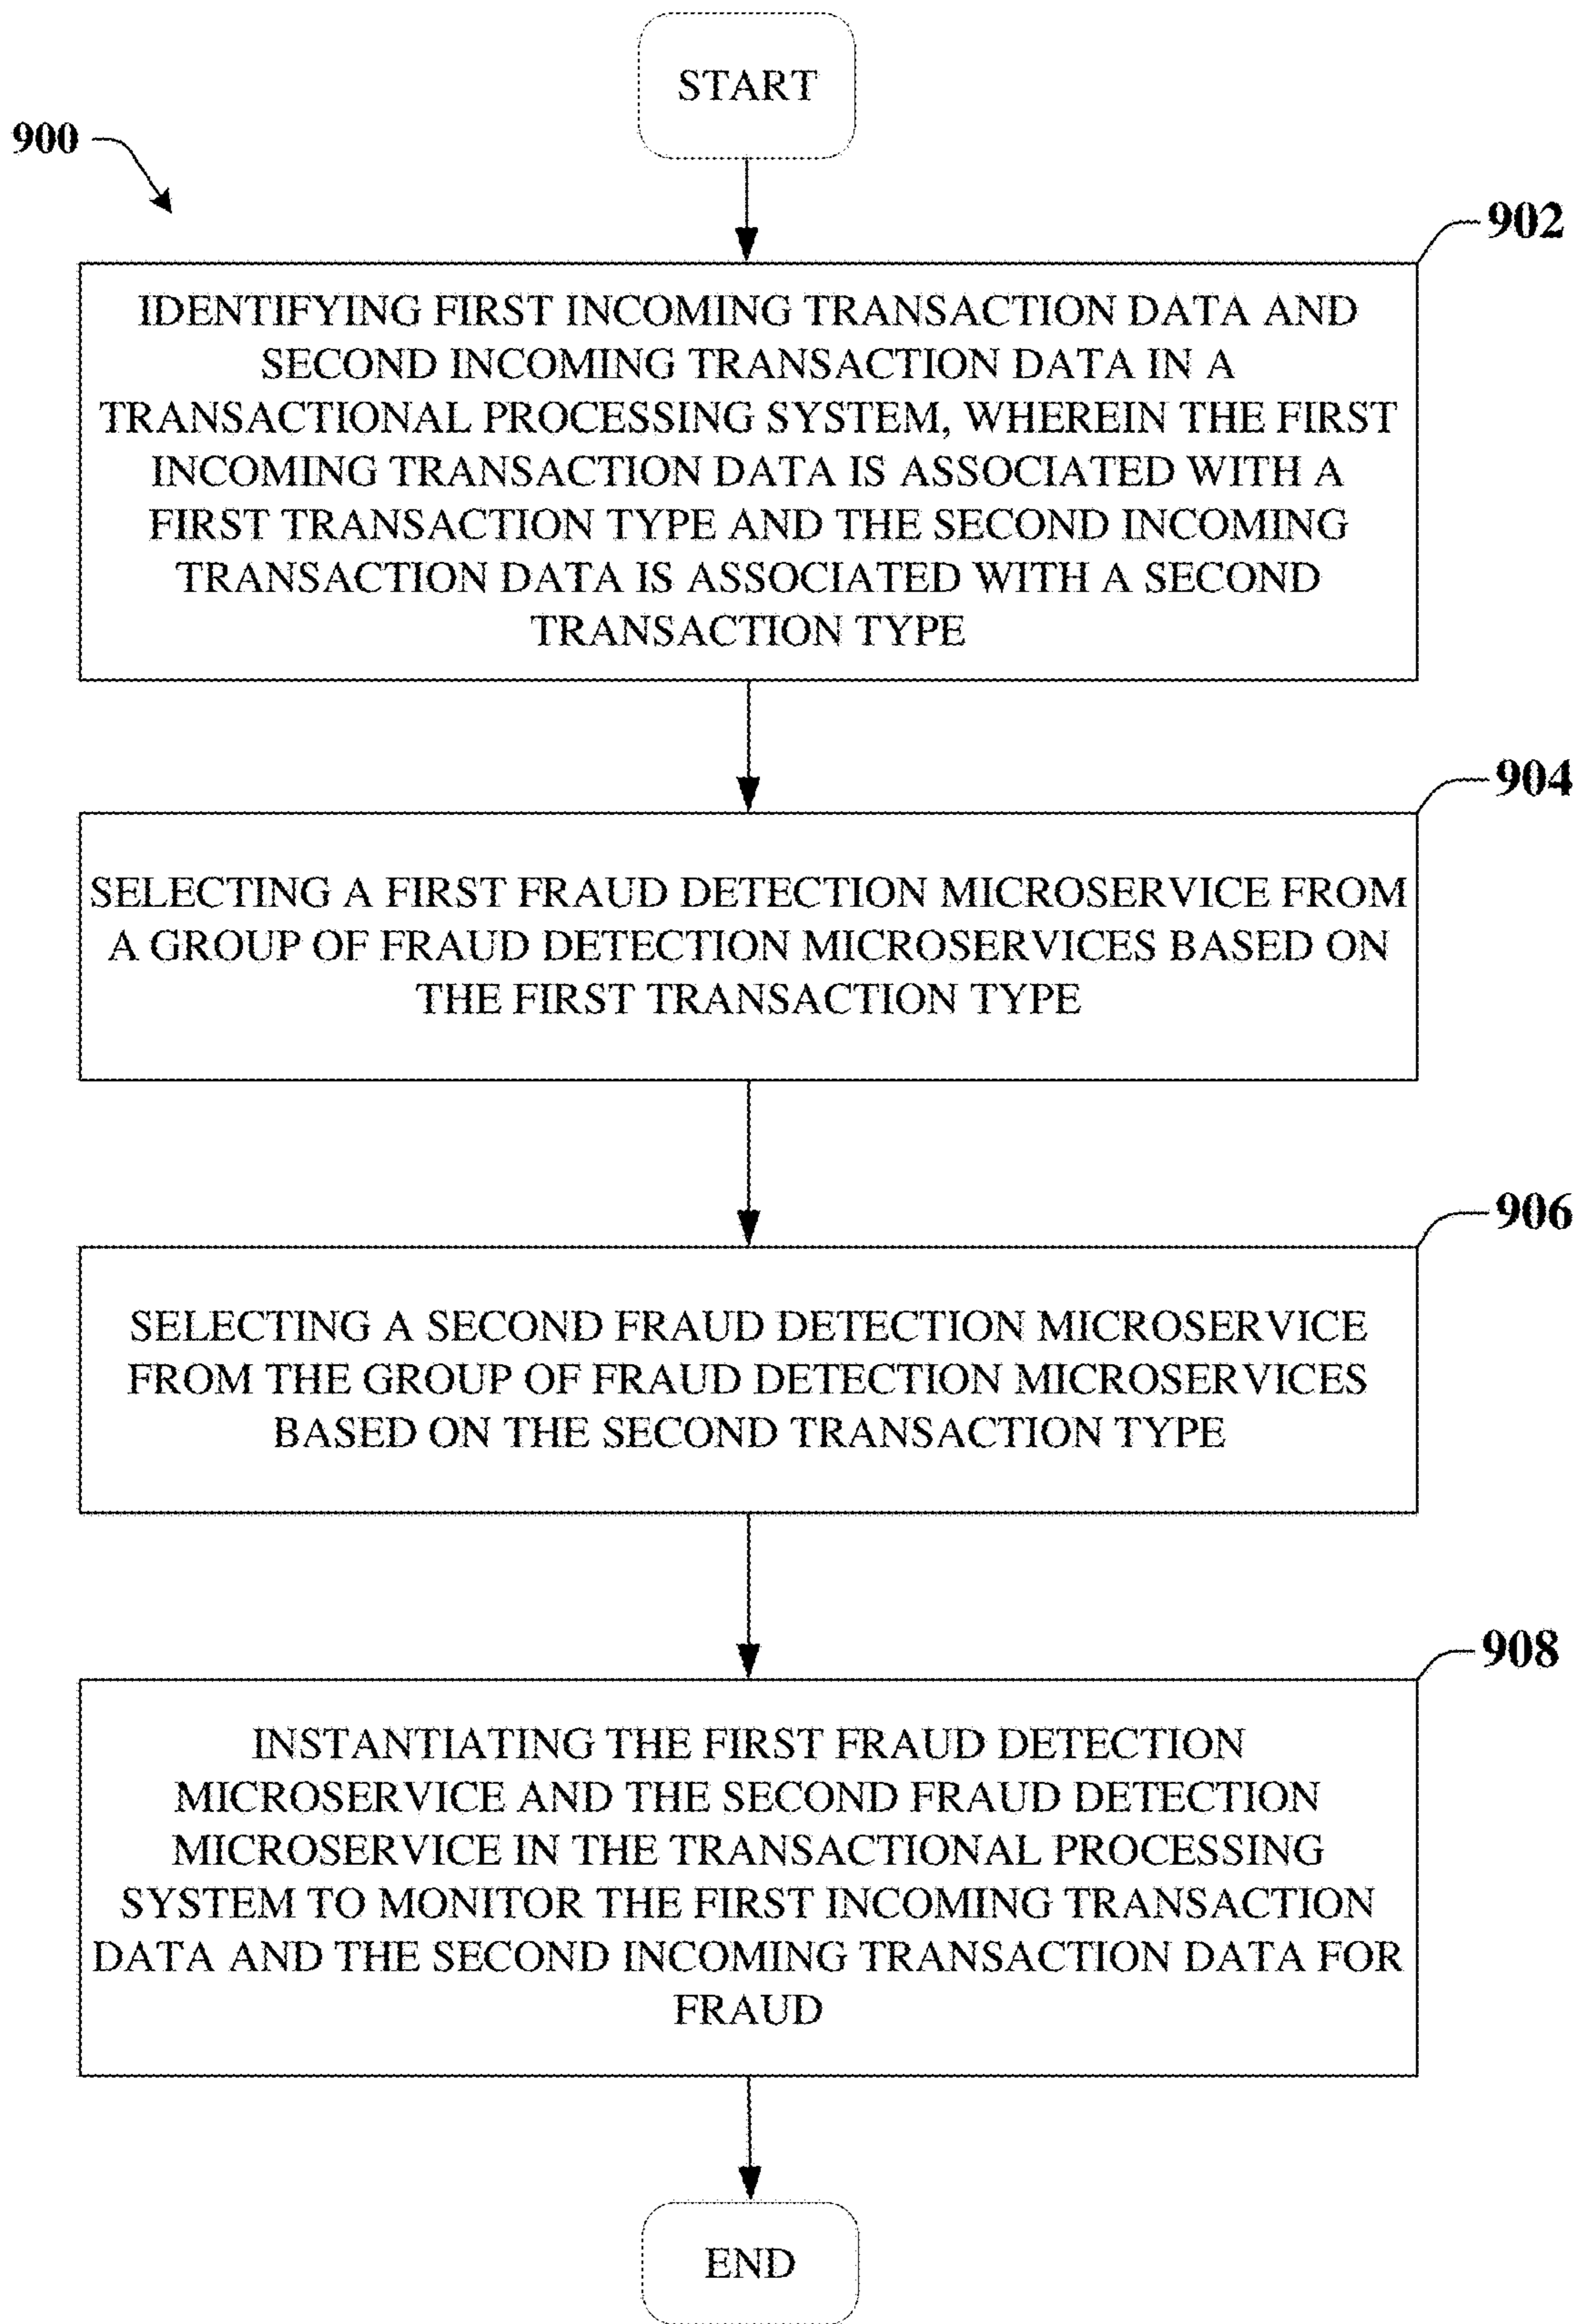 START
900
902
IDENTIFYING FIRST INCOMING TRANSACTION DATA AND
SECOND INCOMING TRANSACTION DATA IN A
TRANSACTIONAL PROCESSING SYSTEM, WHEREIN THE FIRST
INCOMING TRANSACTION DATA IS ASSOCIATED WITH A
FIRST TRANSACTION TYPE AND THE SECOND INCOMING
TRANSACTION DATA IS ASSOCIATED WITH A SECOND
TRANSACTION TYPE
904
SELECTING A FIRST FRAUD DETECTION MICROSERVICE FROM
A GROUP OF FRAUD DETECTION MICROSERVICES BASED ON
THE FIRST TRANSACTION TYPE
906
SELECTING A SECOND FRAUD DETECTION MICROSERVICE
FROM THE GROUP OF FRAUD DETECTION MICROSERVICES
BASED ON THE SECOND TRANSACTION TYPE
908
INSTANTIATING THE FIRST FRAUD DETECTION
MICROSERVICE AND THE SECOND FRAUD DETECTION
MICROSERVICE IN THE TRANSACTIONAL PROCESSING
SYSTEM TO MONITOR THE FIRST INCOMING TRANSACTION
DATA AND THE SECOND INCOMING TRANSACTION DATA FOR
FRAUD
END